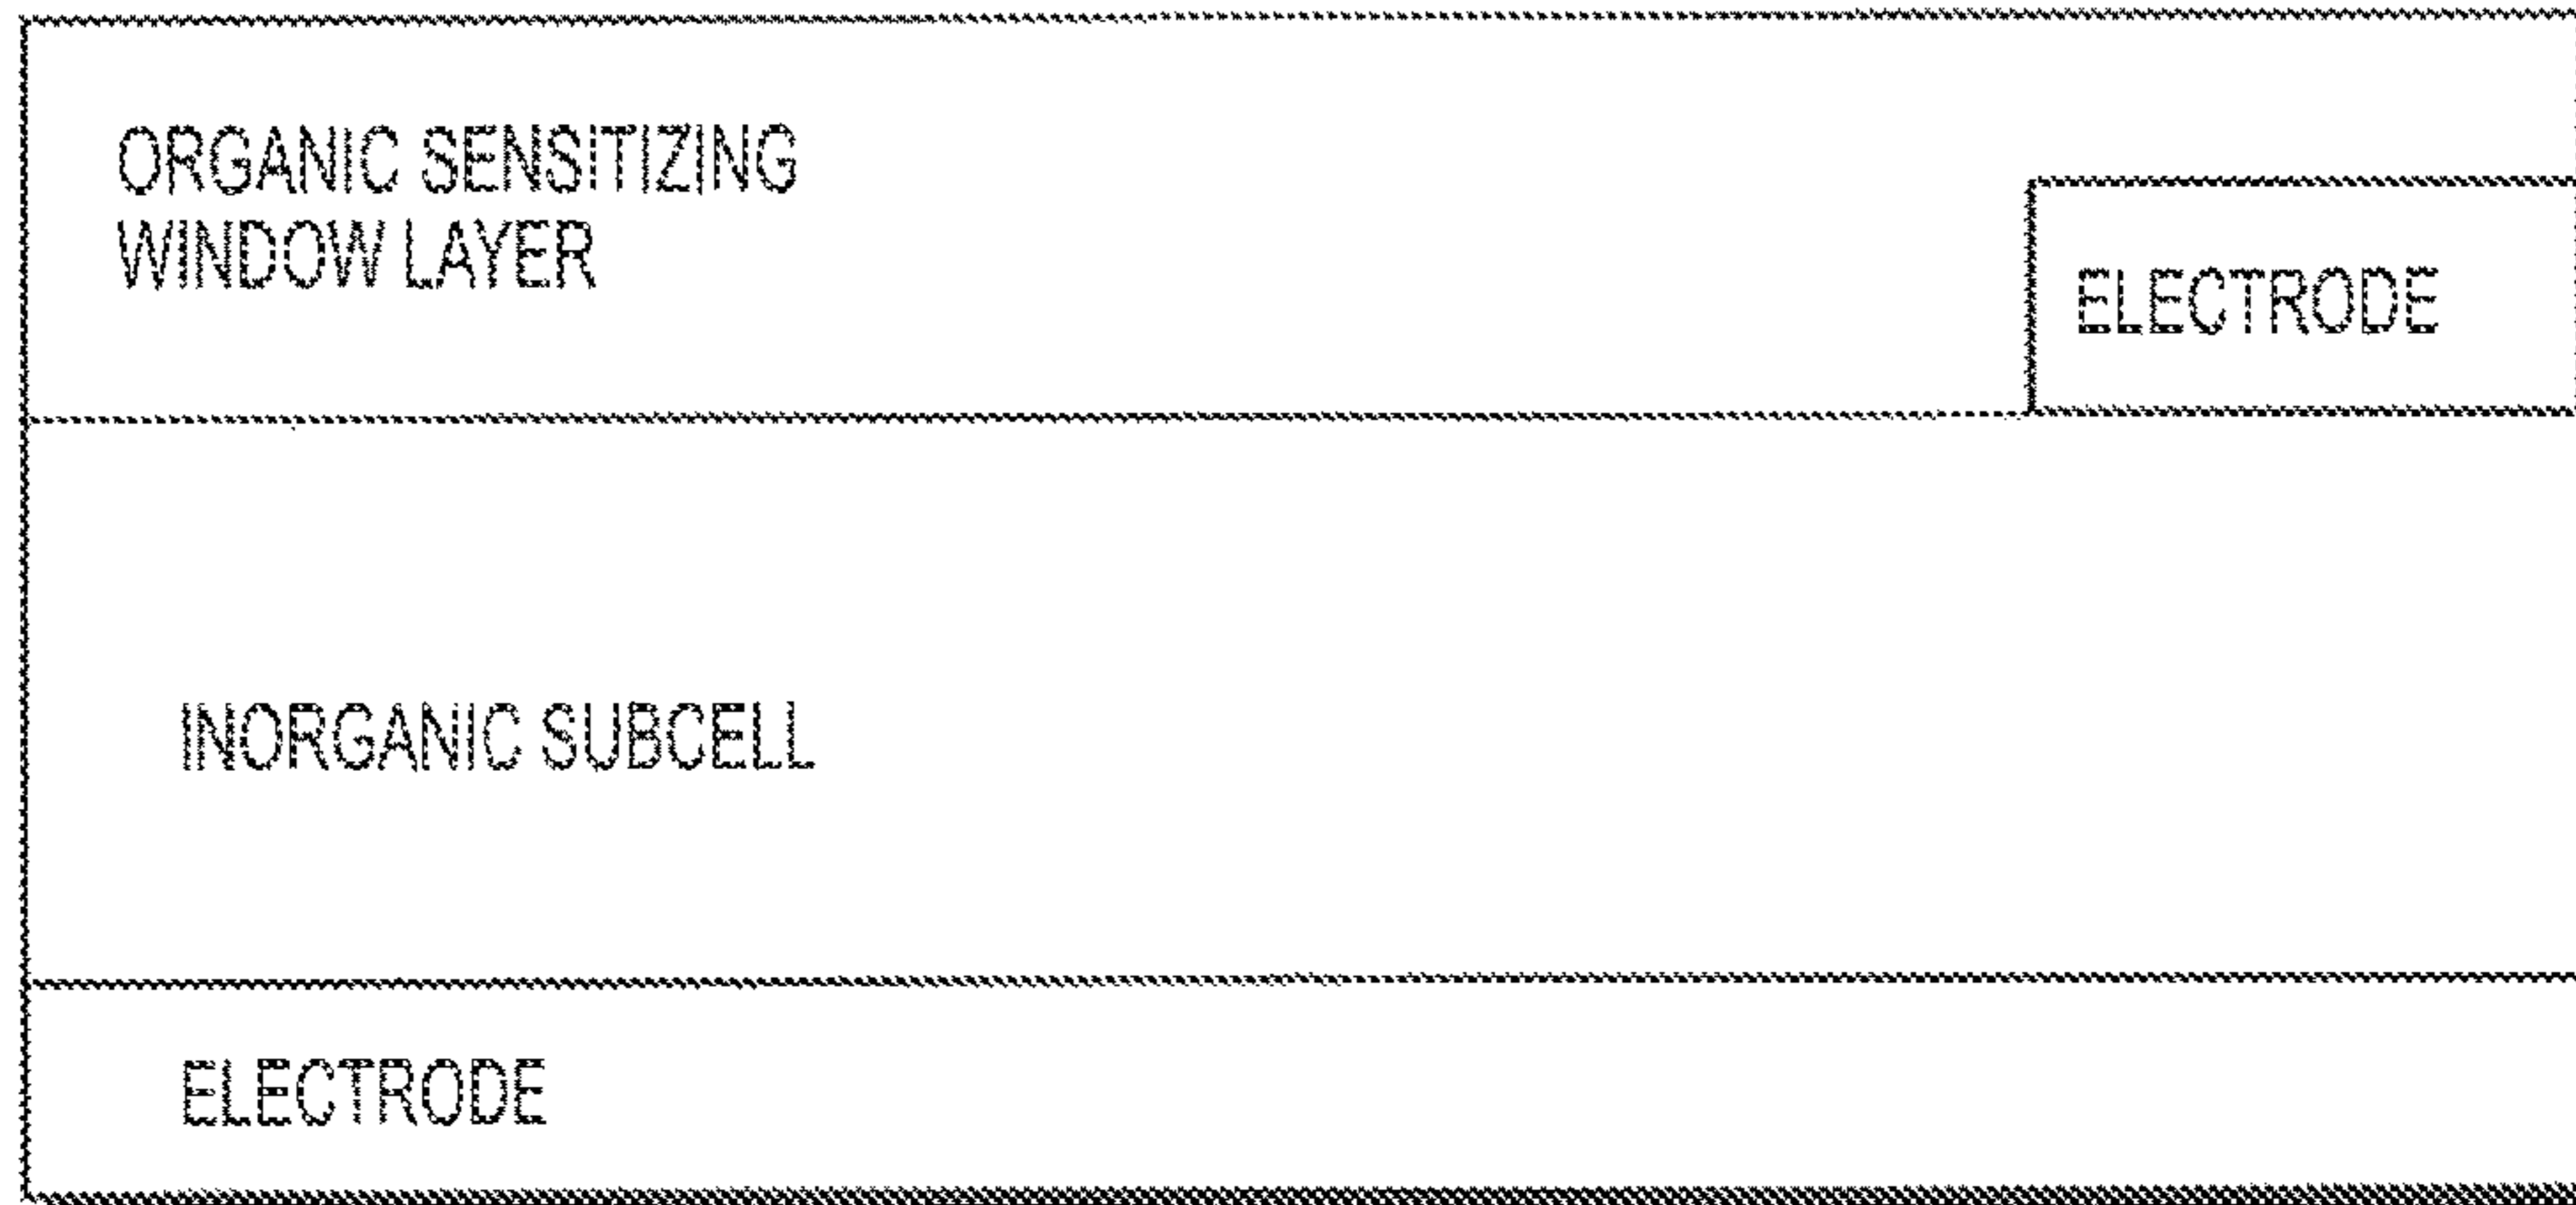 ORGANIC SENSITIZING
WINDOW LAYER
ELECTRODE
INORGANIC SUBCELL
ELECTRODE